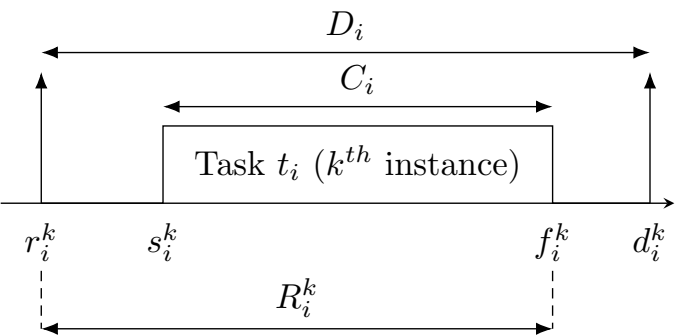 D_i
C_i
Task t_i (k^{th} instance)
r_i^k s_i^k f_i^k d_i^k
R_i^k